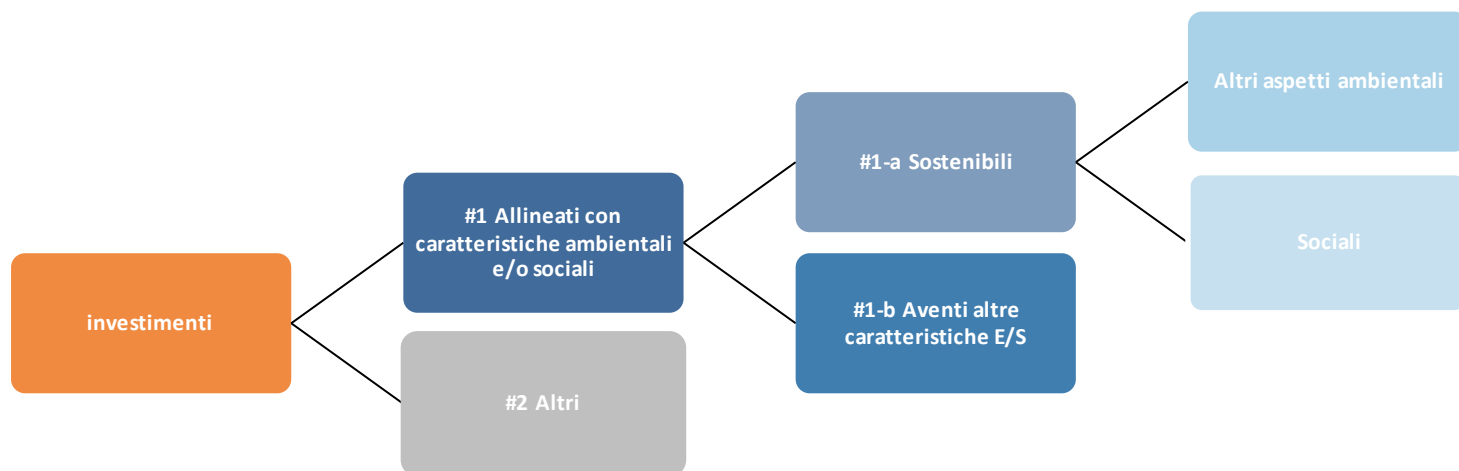 investimenti
#1 Allineati con
caratteristiche ambientali
e/o sociali
#2 Altri
#1-a Sostenibili
#1-b Aventi altre
caratteristiche E/S
Altri aspetti ambientali
Sociali